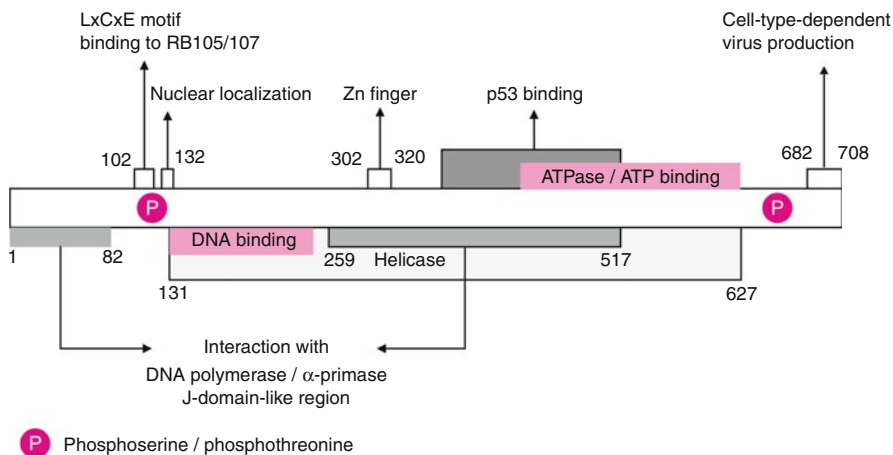 LxCxE motif
binding to RB105/107
Cell-type-dependent
virus production
Nuclear localization
Zn finger
p53 binding
102
132
302
320
682
708
ATPase / ATP binding
P
P
DNA binding
1
82
259
Helicase
517
131
627
Interaction with
DNA polymerase / α-primase
J-domain-like region
P Phosphoserine / phosphothreonine